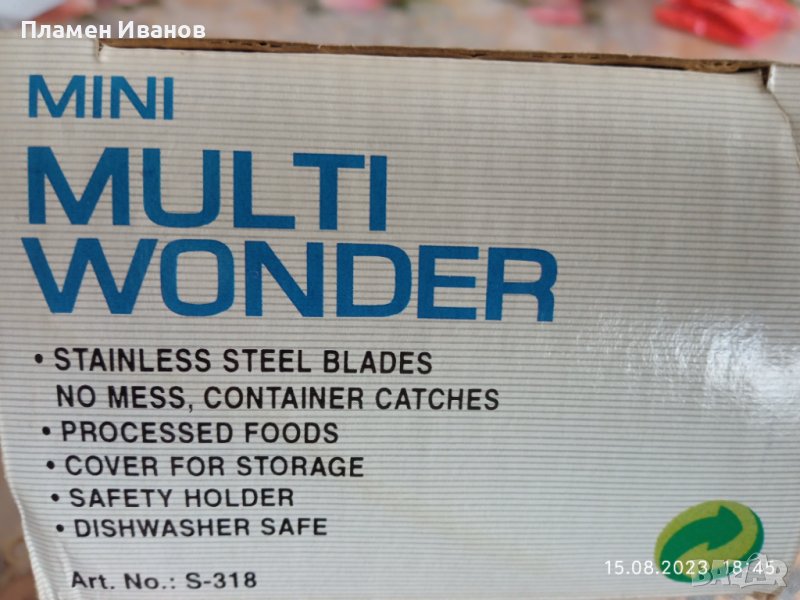 Пламен Иванов
MINI
MULTI
WONDER
• STAINLESS STEEL BLADES
NO MESS, CONTAINER CATCHES
• PROCESSED FOODS
• COVER FOR STORAGE
• SAFETY HOLDER
• DISHWASHER SAFE
Art. No.: S-318
15.08.2023 18:45
BAZAR